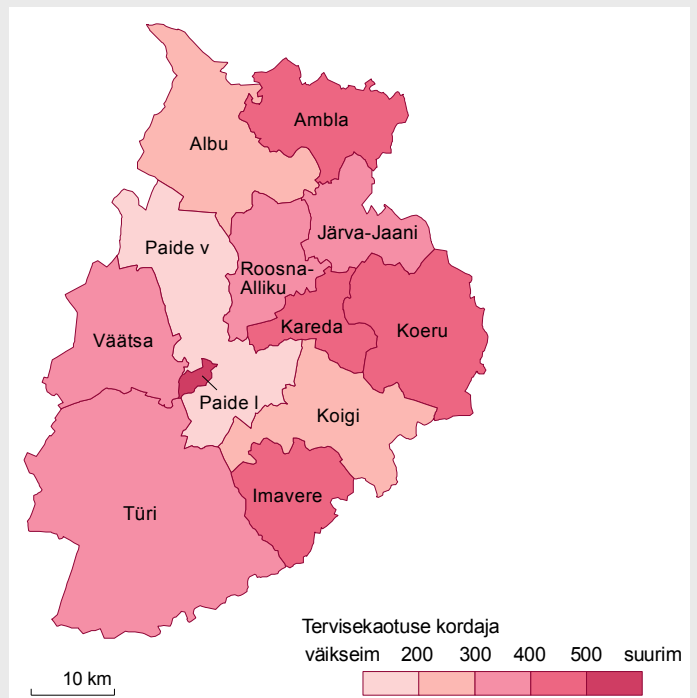 Ambla
Albu
Järva-Jaani
Paide v
Roosna-
Alliku
Kareda
Koeru
Väätsa
Paide l
Koigi
Imavere
Türi
Tervisekaotuse kordaja
väikseim 200 300 400 500 suurim
10 km